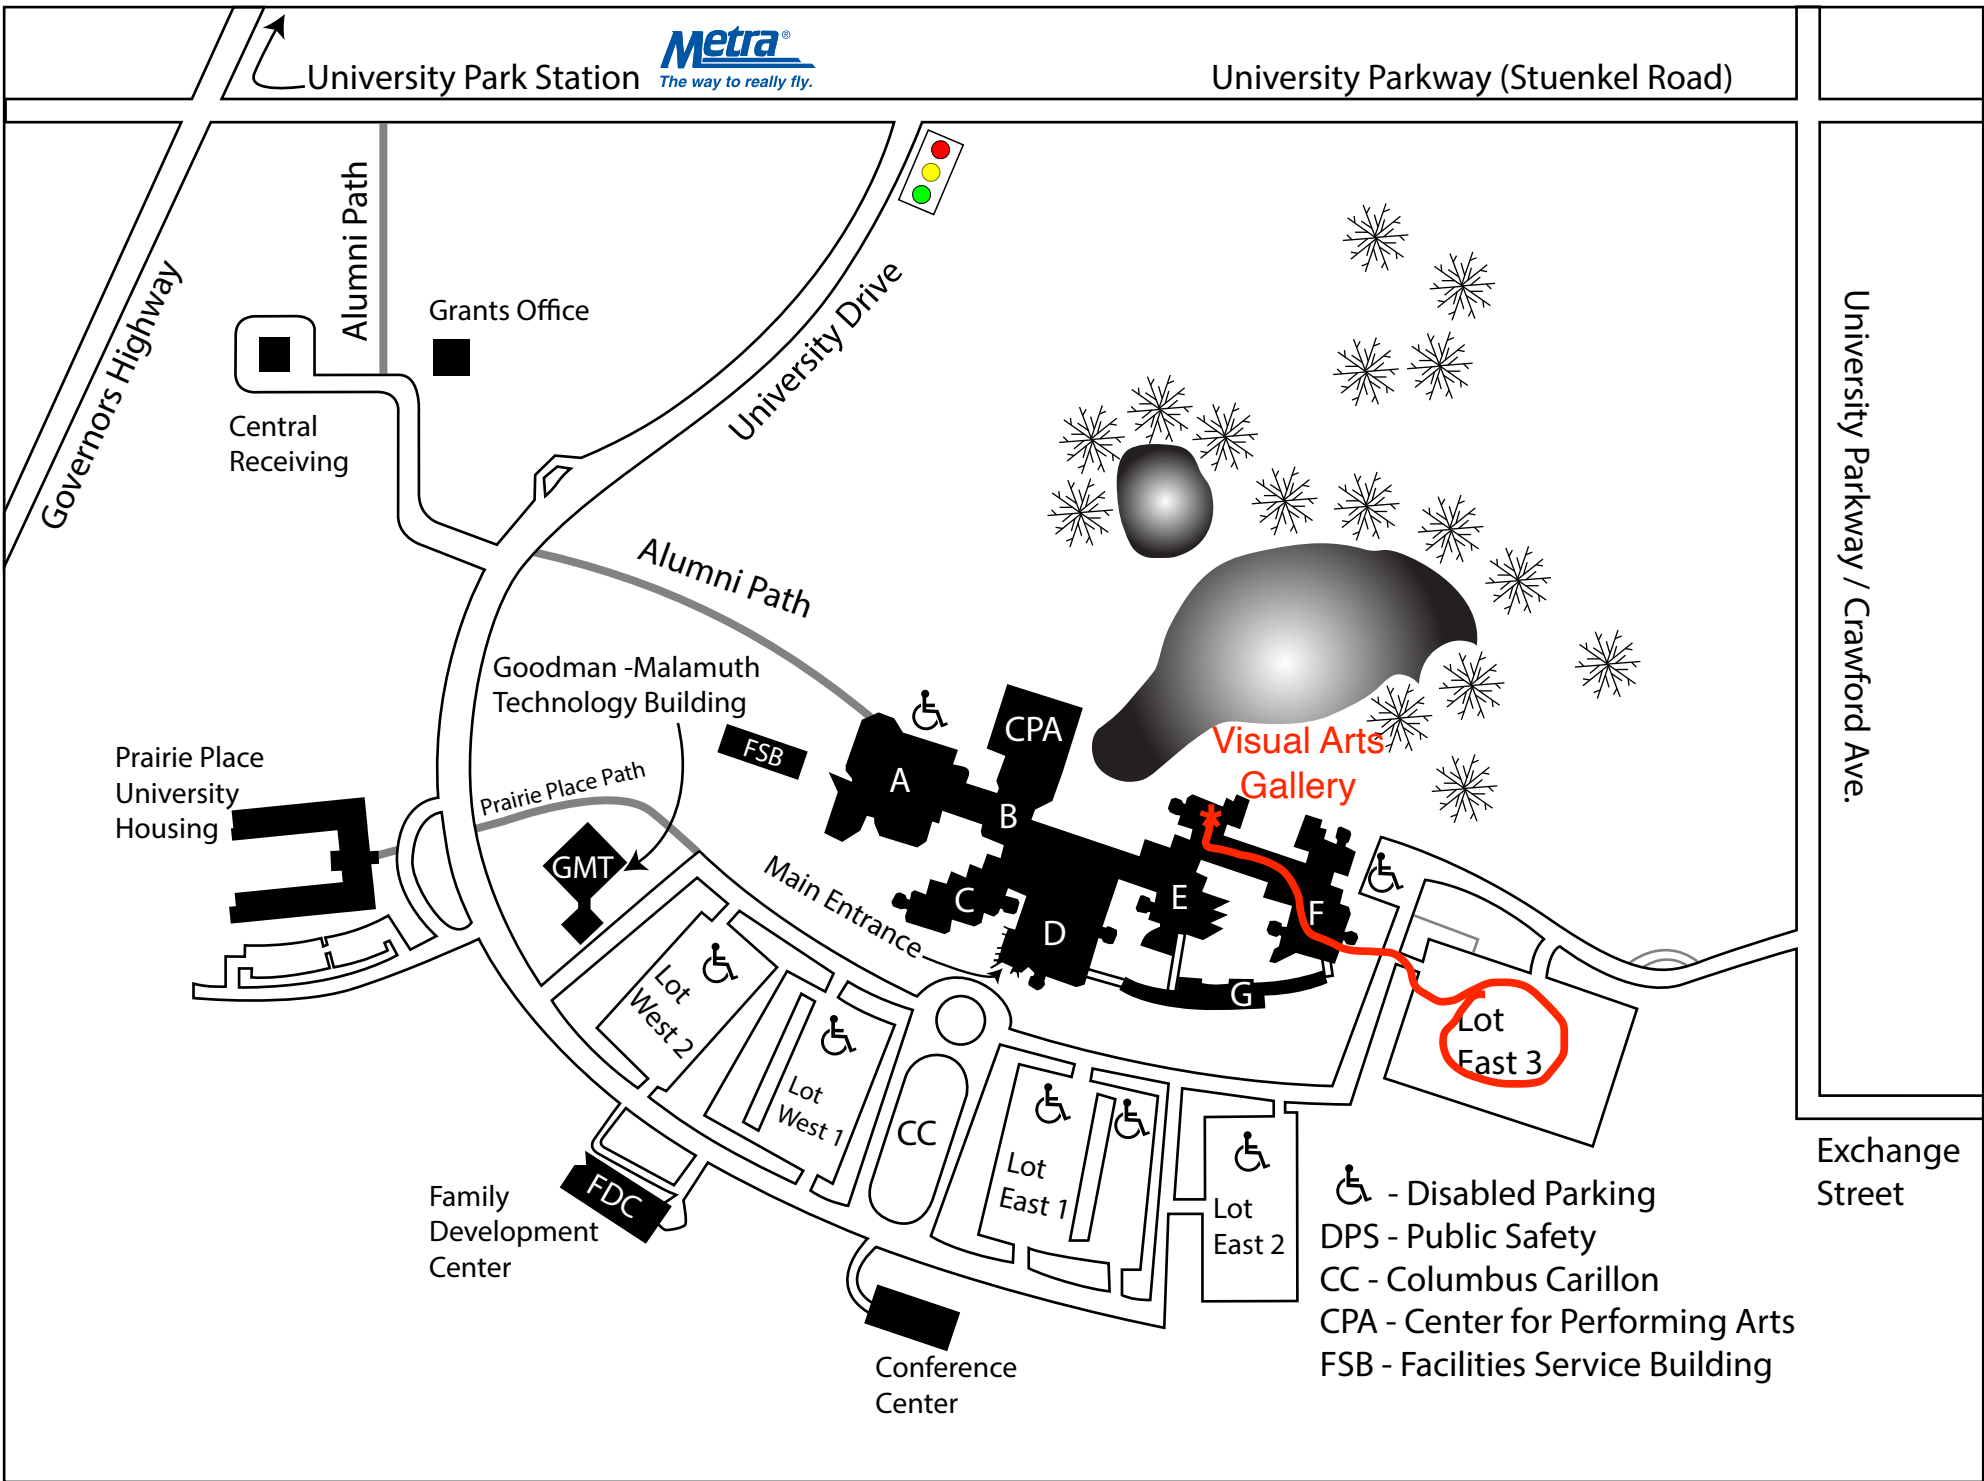 University Park Station
Metra®
The way to really fly.
University Parkway (Stuenkel Road)
Governors Highway
Alumni Path
Grants Office
Central
Receiving
University Drive
University Parkway / Crawford Ave.
Alumni Path
Goodman -Malamuth
Technology Building
FSB
CPA
A
B
Visual Arts
Gallery
Prairie Place
University
Housing
Prairie Place Path
GMT
Main Entrance
C
D
E
F
G
Lot
West 2
Lot
West 1
CC
Lot
East 1
Lot
East 2
Lot
East 3
Exchange
Street
FDC
Family
Development
Center
Conference
Center
- Disabled Parking
DPS - Public Safety
CC - Columbus Carillon
CPA - Center for Performing Arts
FSB - Facilities Service Building